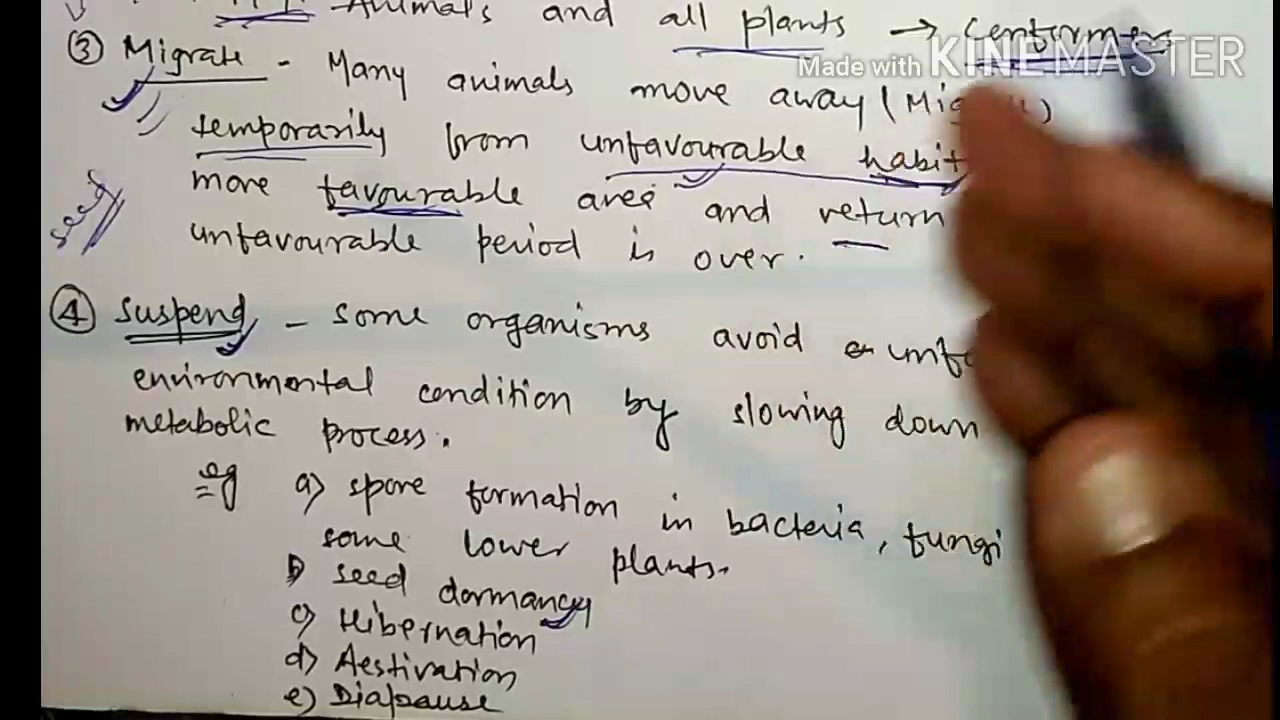 Animals and all plants → Conformers
Made with KINEMASTER
③ Migrate - Many animals move away (Mig
temporarily from unfavourable habit
more favourable area and return
unfavourable period is over.
④ Suspend - some organisms avoid unf
environmental condition by slowing down
metabolic process.
eg a) spore formation in bacteria, fungi
some lower plants.
b) seed dormancy
c) Hibernation
d) Aestivation
e) Diapause